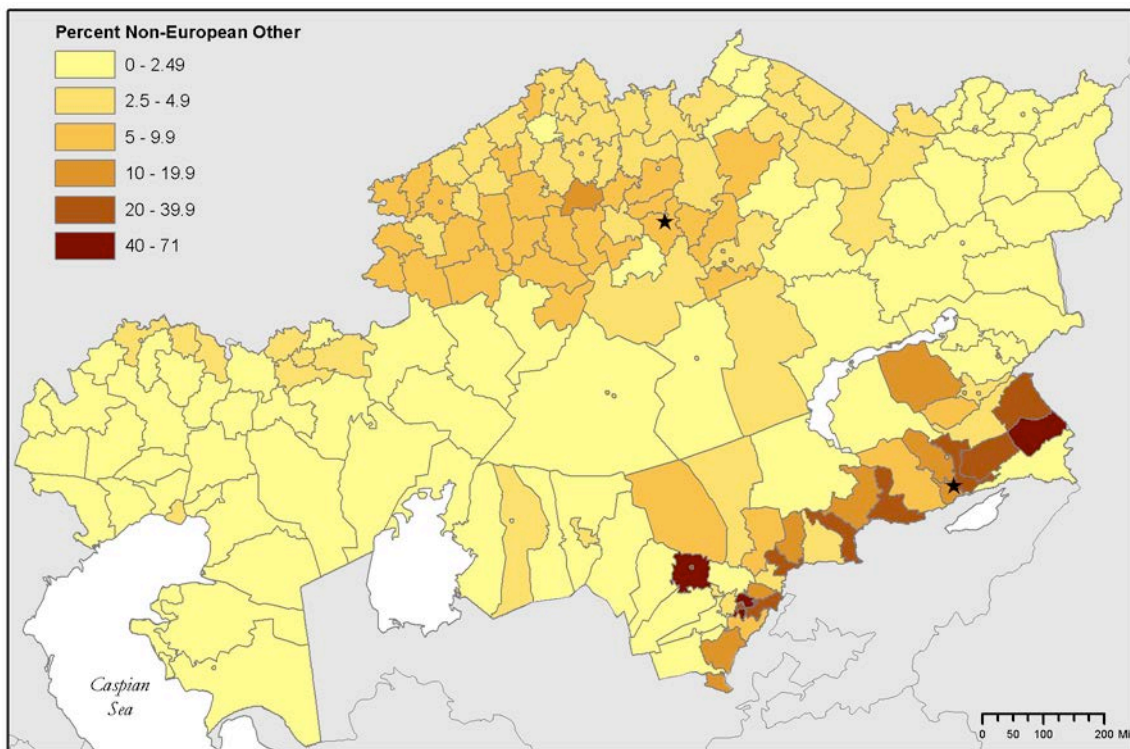 Percent Non-European Other
0 - 2.49
2.5 - 4.9
5 - 9.9
10 - 19.9
20 - 39.9
40 - 71
Caspian
Sea
0 50 100 200 Mi